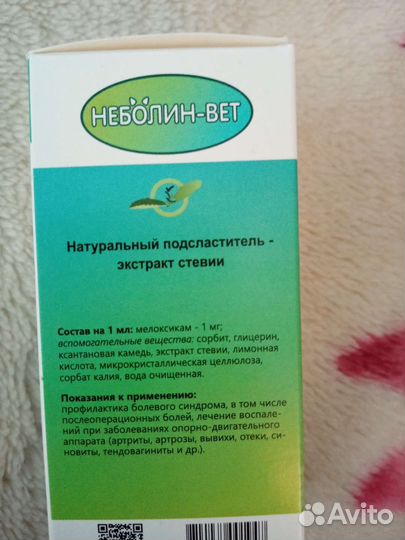 НЕБОЛИН-ВЕТ
Натуральный подсластитель -
экстракт стевии
Состав на 1 мл: мелоксикам - 1 мг;
вспомогательные вещества: сорбит, глицерин,
ксантановая камедь, экстракт стевии, лимонная
кислота, микрокристаллическая целлюлоза,
сорбат калия, вода очищенная.
Показания к применению:
профилактика болевого синдрома, в том числе
послеоперационных болей, лечение воспале-
ний при заболеваниях опорно-двигательного
аппарата (артриты, артрозы, вывихи, отеки, си-
новиты, тендовагиниты и др.).
Avito